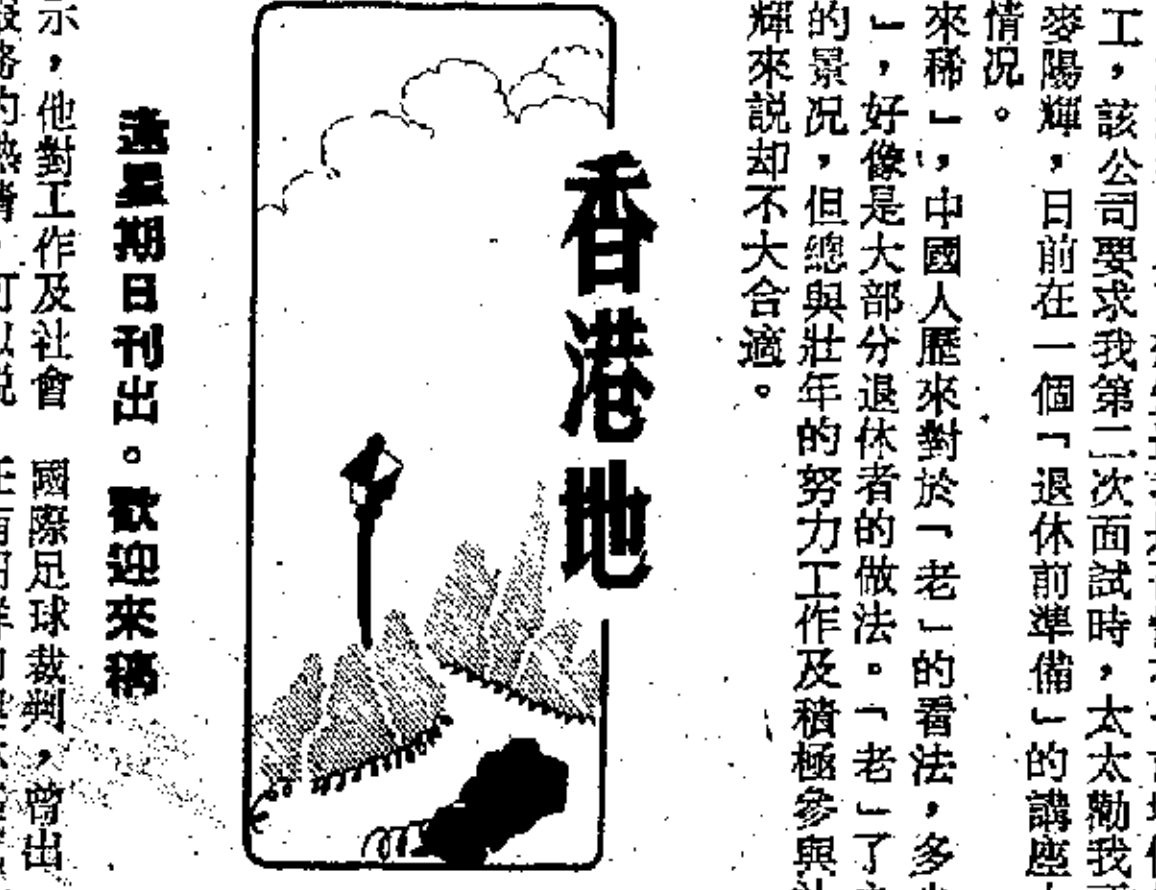 工，該公司要求我第二次面試時，太太勸我
麥陽輝，日前在一個「退休前準備」的講座
情況。
來稀」，中國人歷來對於「老」的看法，多
」，好像是大部分退休者的做法。「老」了
的景況，但總與壯年的努力工作及積極參與
輝來説却不大合適。
香港地
逢星期日刊出。歡迎來稿
示，他對工作及社會
國際足球裁判，曾出